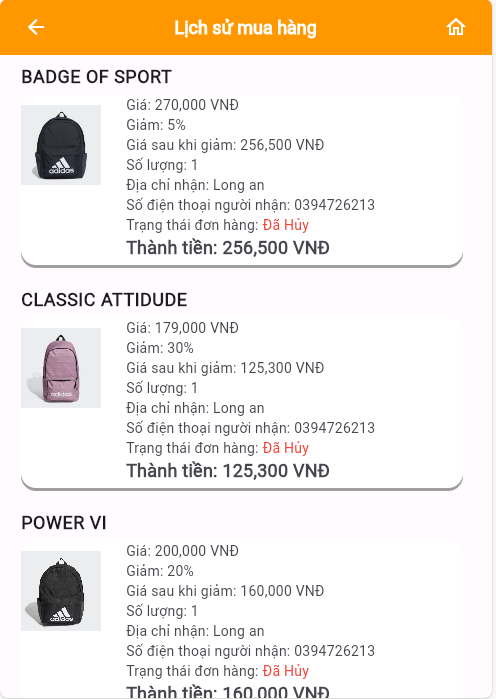 Lịch sử mua hàng
BADGE OF SPORT
adidas
Giá: 270,000 VNĐ
Giảm: 5%
Giá sau khi giảm: 256,500 VNĐ
Số lượng: 1
Địa chỉ nhận: Long an
Số điện thoại người nhận: 0394726213
Trạng thái đơn hàng: Đã Hủy
Thành tiền: 256,500 VNĐ
CLASSIC ATTIDUDE
adidas
Giá: 179,000 VNĐ
Giảm: 30%
Giá sau khi giảm: 125,300 VNĐ
Số lượng: 1
Địa chỉ nhận: Long an
Số điện thoại người nhận: 0394726213
Trạng thái đơn hàng: Đã Hủy
Thành tiền: 125,300 VNĐ
POWER VI
adidas
Giá: 200,000 VNĐ
Giảm: 20%
Giá sau khi giảm: 160,000 VNĐ
Số lượng: 1
Địa chỉ nhận: Long an
Số điện thoại người nhận: 0394726213
Trạng thái đơn hàng: Đã Hủy
Thành tiền: 160,000 VNĐ